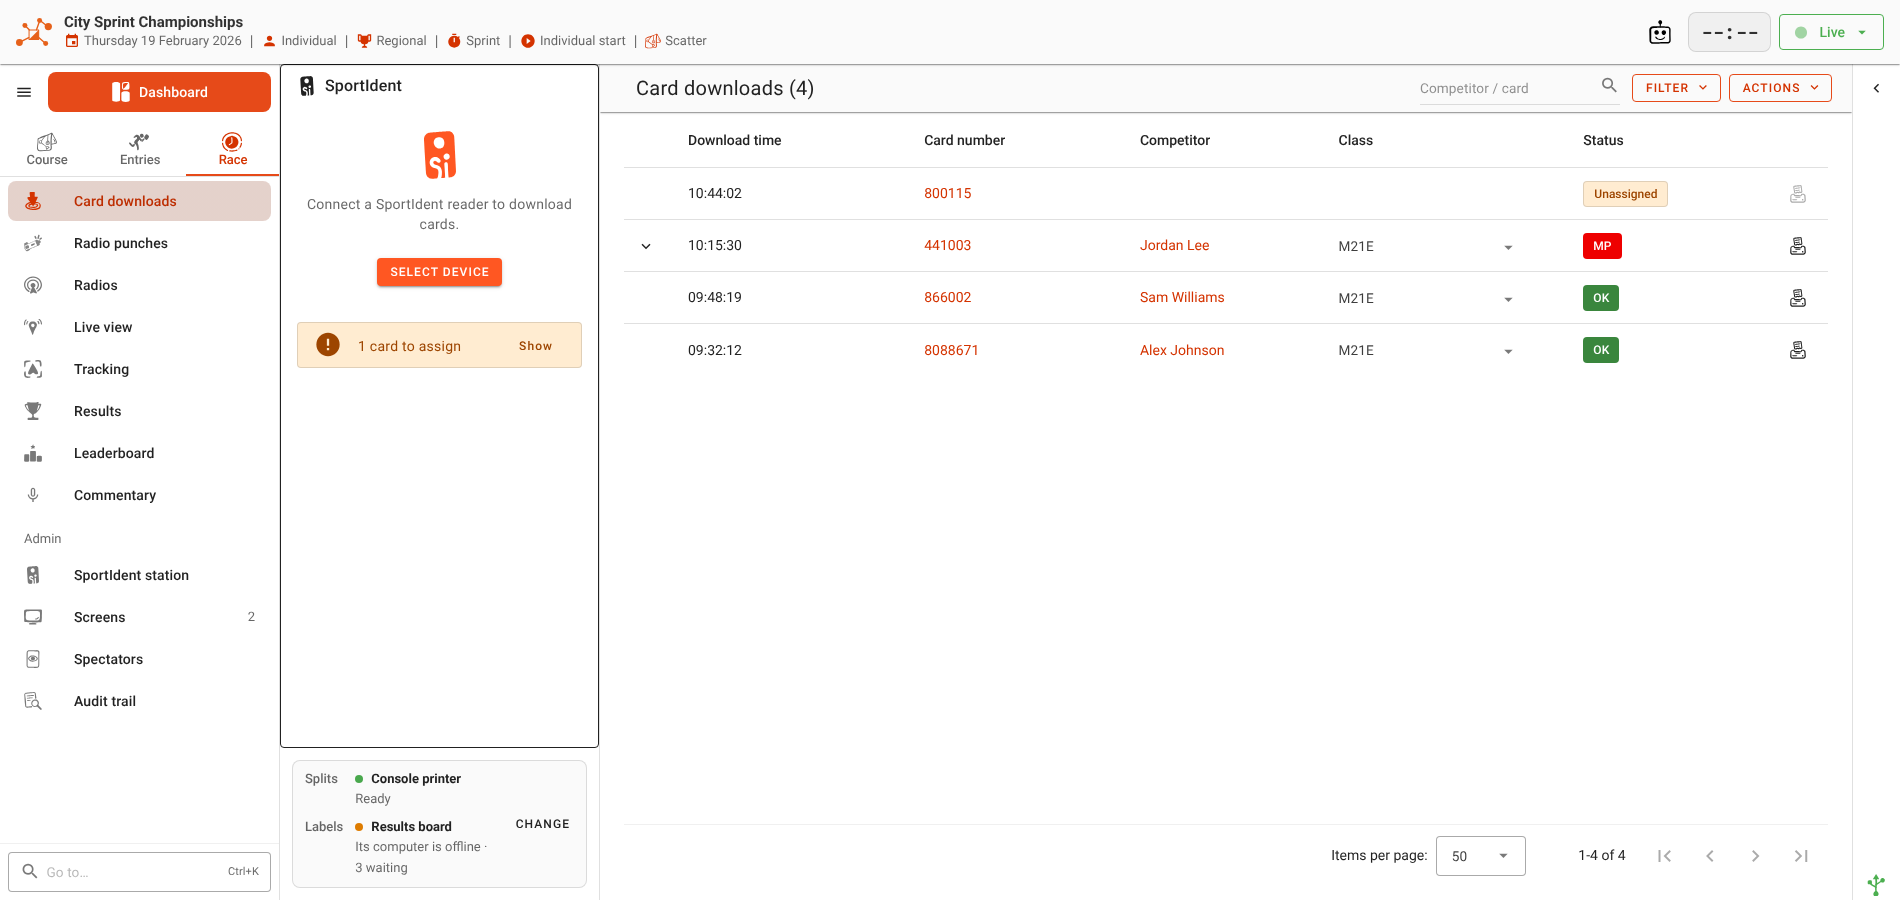 City Sprint Championships
Thursday 19 February 2026 | Individual | Regional | Sprint | Individual start | Scatter
--:--
Live
Dashboard
Course
Entries
Race
Card downloads
Radio punches
Radios
Live view
Tracking
Results
Leaderboard
Commentary
Admin
SportIdent station
Screens 2
Spectators
Audit trail
Go to... Ctrl+K
SportIdent
Connect a SportIdent reader to download
cards.
SELECT DEVICE
1 card to assign Show
Splits Console printer
Ready
Labels Results board CHANGE
Its computer is offline ·
3 waiting
Card downloads (4)
Competitor / card
FILTER
ACTIONS
Download time Card number Competitor Class Status
10:44:02 800115 Unassigned
10:15:30 441003 Jordan Lee M21E MP
09:48:19 866002 Sam Williams M21E OK
09:32:12 8088671 Alex Johnson M21E OK
Items per page: 50 1-4 of 4